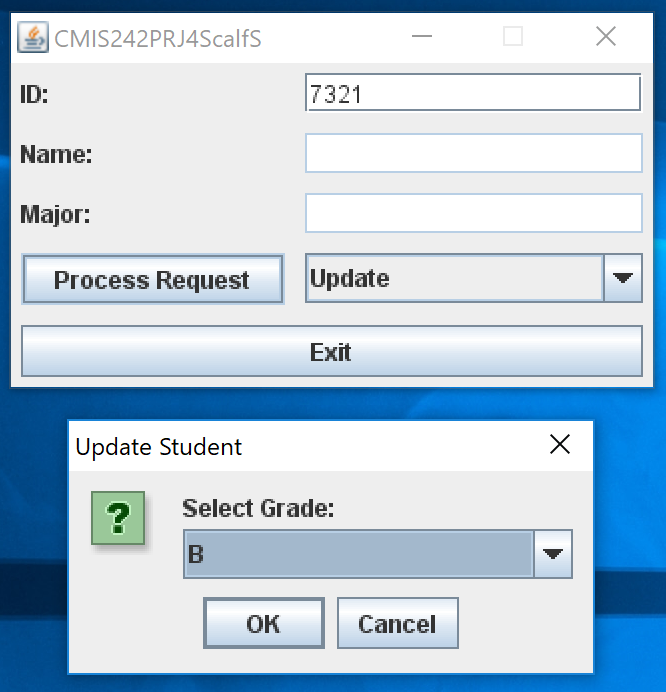 CMIS242PRJ4ScalfS
ID: 7321
Name:
Major:
Process Request Update
Exit
Update Student
?
Select Grade:
B
OK Cancel